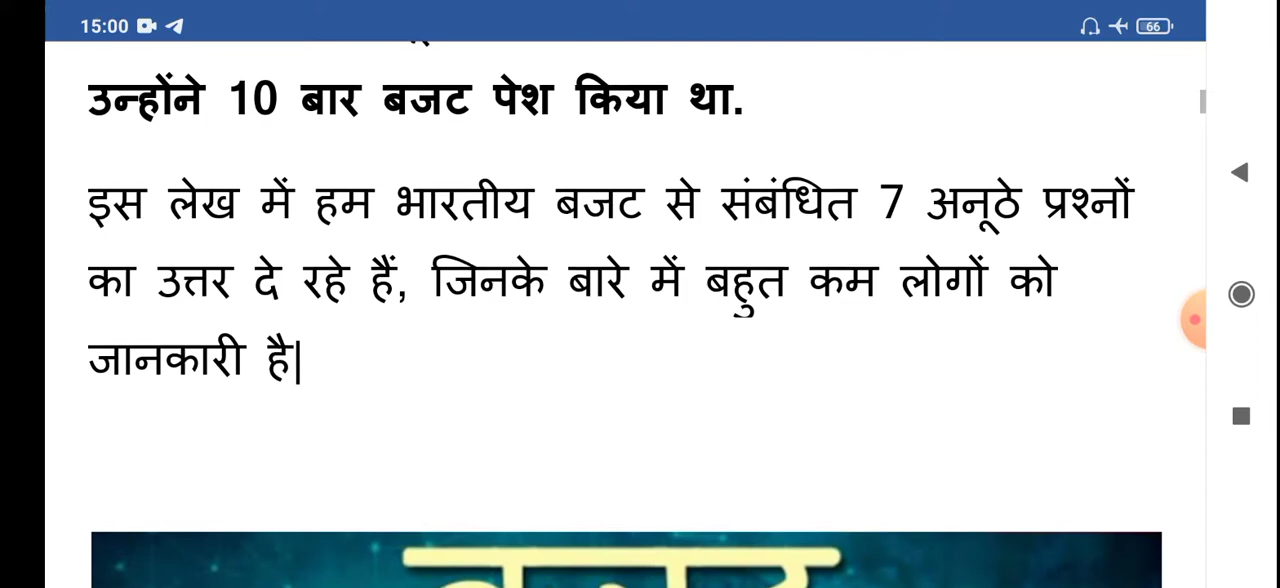 15:00
66
उन्होंने 10 बार बजट पेश किया था.
इस लेख में हम भारतीय बजट से संबंधित 7 अनूठे प्रश्नों
का उत्तर दे रहे हैं, जिनके बारे में बहुत कम लोगों को
जानकारी है|